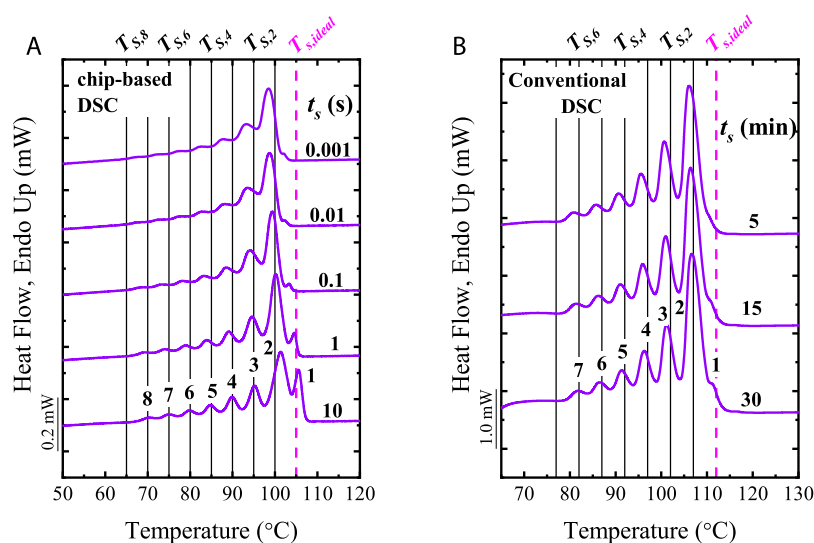 A
T_S,8 T_S,6 T_S,4 T_S,2 T_s,ideal
chip-based
DSC
t_s (s)
0.001
0.01
0.1
1
10
8 7 6 5 4 3 2 1
Heat Flow, Endo Up (mW)
0.2 mW
50 60 70 80 90 100 110 120
Temperature (°C)
B
T_S,6 T_S,4 T_S,2 T_s,ideal
Conventional
DSC
t_s (min)
5
15
30
7 6 5 4 3 2 1
Heat Flow, Endo Up (mW)
1.0 mW
70 80 90 100 110 120 130
Temperature (°C)